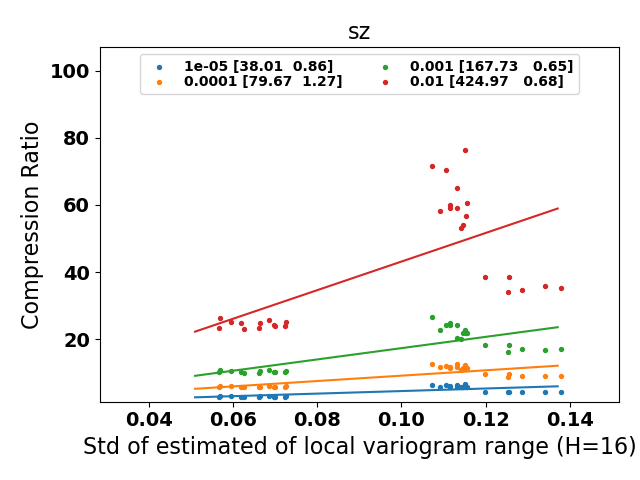 sz
1e-05 [38.01  0.86]
0.0001 [79.67  1.27]
0.001 [167.73   0.65]
0.01 [424.97   0.68]
Compression Ratio
100
80
60
40
20
0.04 0.06 0.08 0.10 0.12 0.14
Std of estimated of local variogram range (H=16)